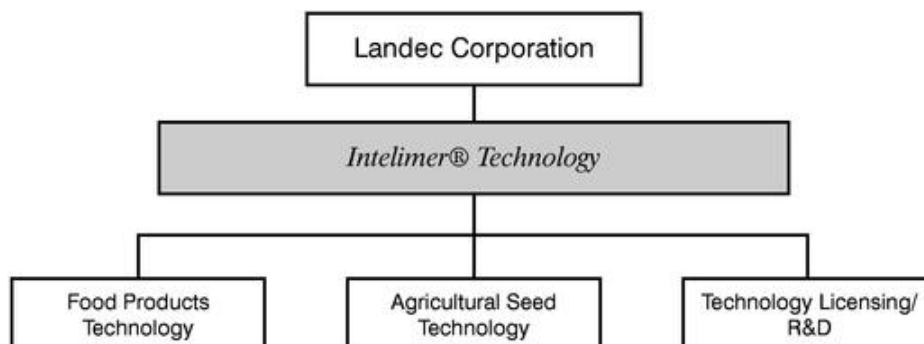 Landec Corporation
Intelimer® Technology
Food Products
Technology
Agricultural Seed
Technology
Technology Licensing/
R&D